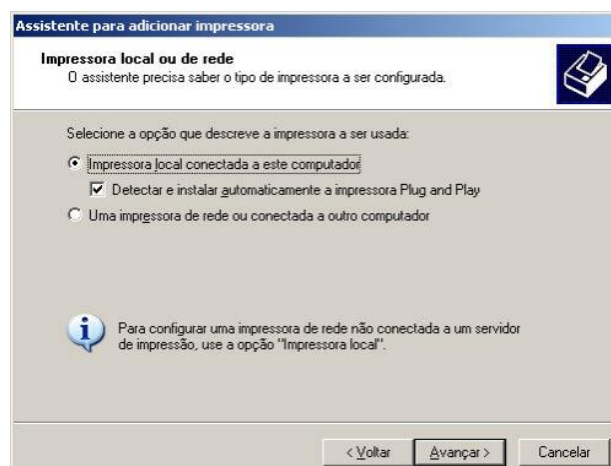 Assistente para adicionar impressora
Impressora local ou de rede
O assistente precisa saber o tipo de impressora a ser configurada.
Selecione a opção que descreve a impressora a ser usada:
Impressora local conectada a este computador
Detectar e instalar automaticamente a impressora Plug and Play
Uma impressora de rede ou conectada a outro computador
Para configurar uma impressora de rede não conectada a um servidor
de impressão, use a opção "Impressora local".
< Voltar
Avançar >
Cancelar